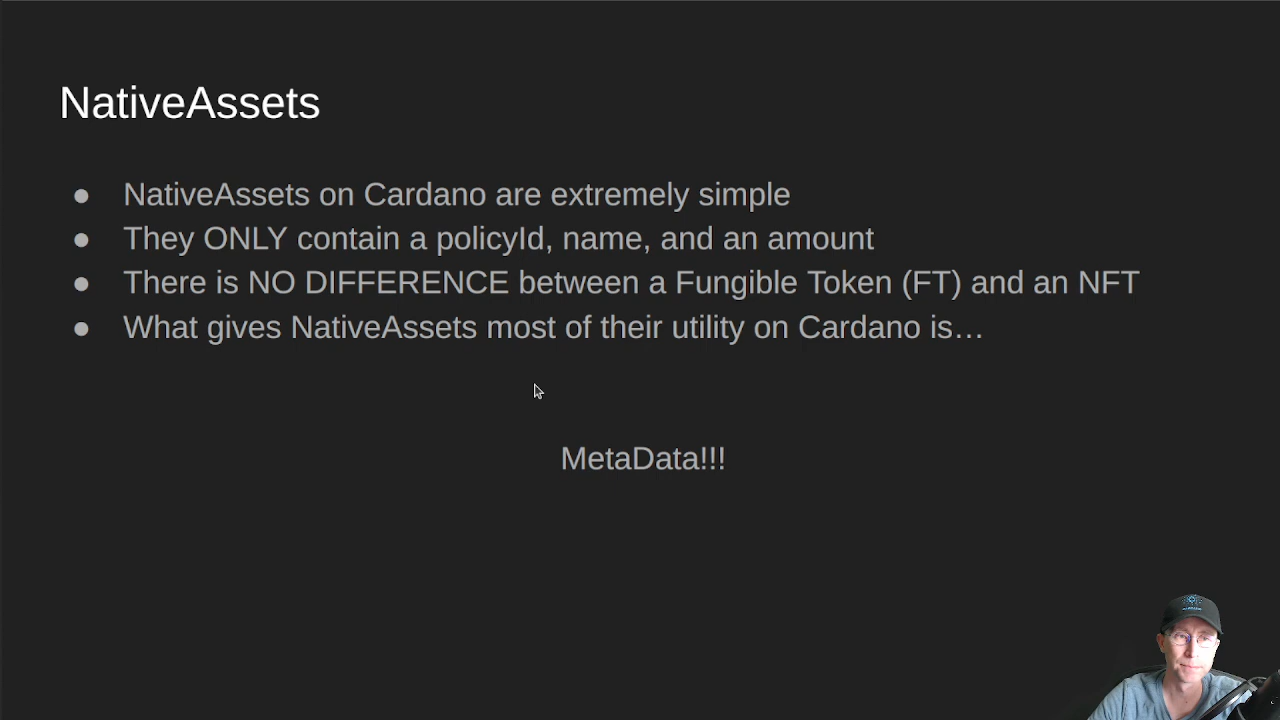 NativeAssets
● NativeAssets on Cardano are extremely simple
● They ONLY contain a policyId, name, and an amount
● There is NO DIFFERENCE between a Fungible Token (FT) and an NFT
● What gives NativeAssets most of their utility on Cardano is…
MetaData!!!